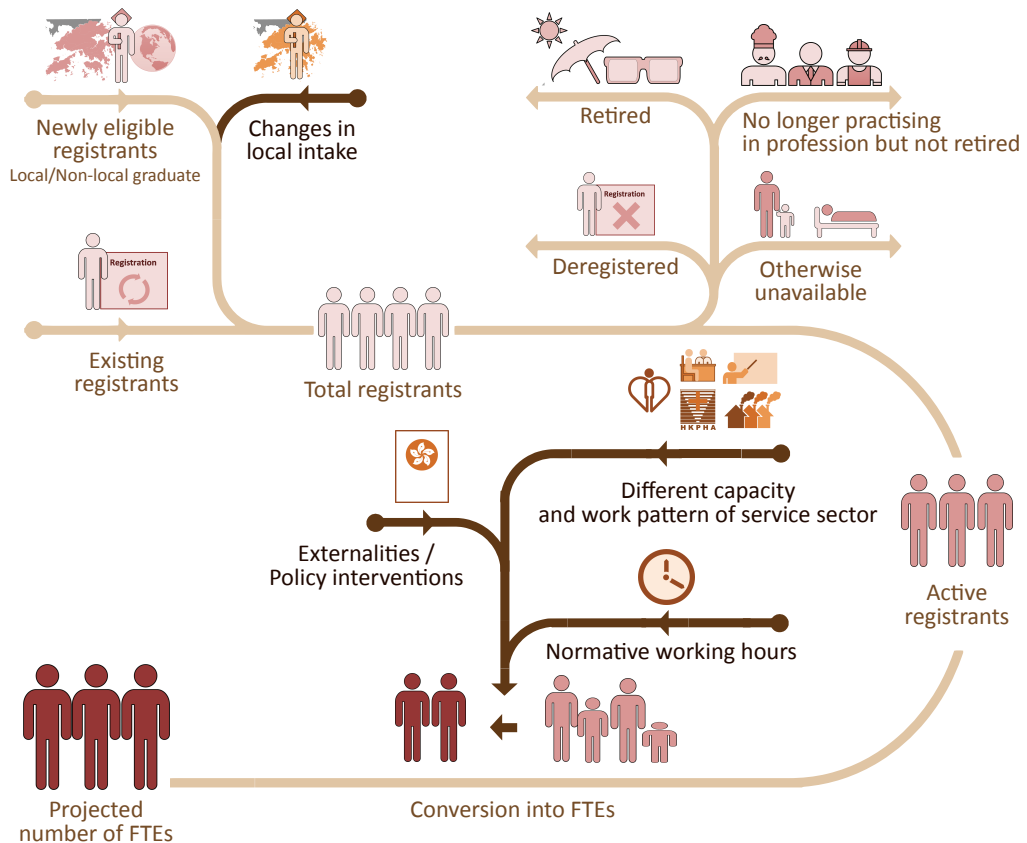 Newly eligible
registrants
Local/Non-local graduate
Changes in
local intake
Retired
No longer practising
in profession but not retired
Registration
Deregistered
Otherwise
unavailable
Registration
Existing
registrants
Total registrants
HKPHA
Different capacity
and work pattern of service sector
Externalities /
Policy interventions
Normative working hours
Active
registrants
Projected
number of FTEs
Conversion into FTEs